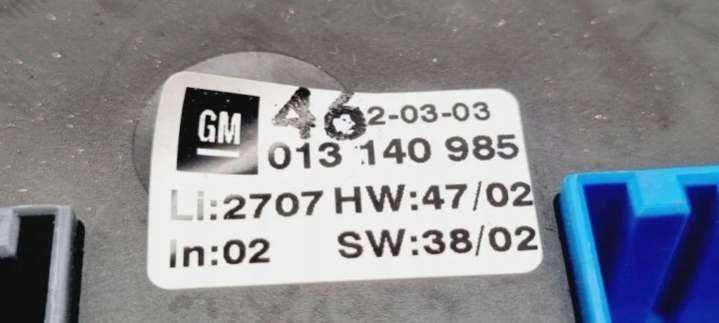 GM
46 2-03-03
013 140 985
Li:2707 HW:47/02
In:02 SW:38/02